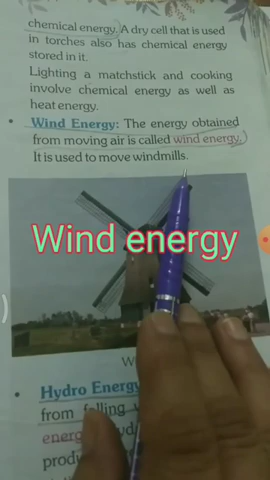 chemical energy. A dry cell that is used
in torches also has chemical energy
stored in it.
Lighting a matchstick and cooking
involve chemical energy as well as
heat energy.
• Wind Energy: The energy obtained
from moving air is called wind energy.
It is used to move windmills.
Wind energy
• Hydro Energy
from falling